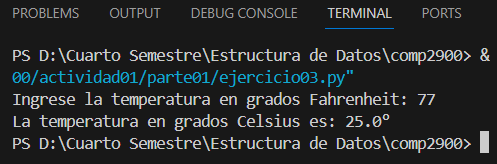 PROBLEMS OUTPUT DEBUG CONSOLE TERMINAL PORTS
PS D:\Cuarto Semestre\Estructura de Datos\comp2900> &
00/actividad01/parte01/ejercicio03.py"
Ingrese la temperatura en grados Fahrenheit: 77
La temperatura en grados Celsius es: 25.0º
PS D:\Cuarto Semestre\Estructura de Datos\comp2900>